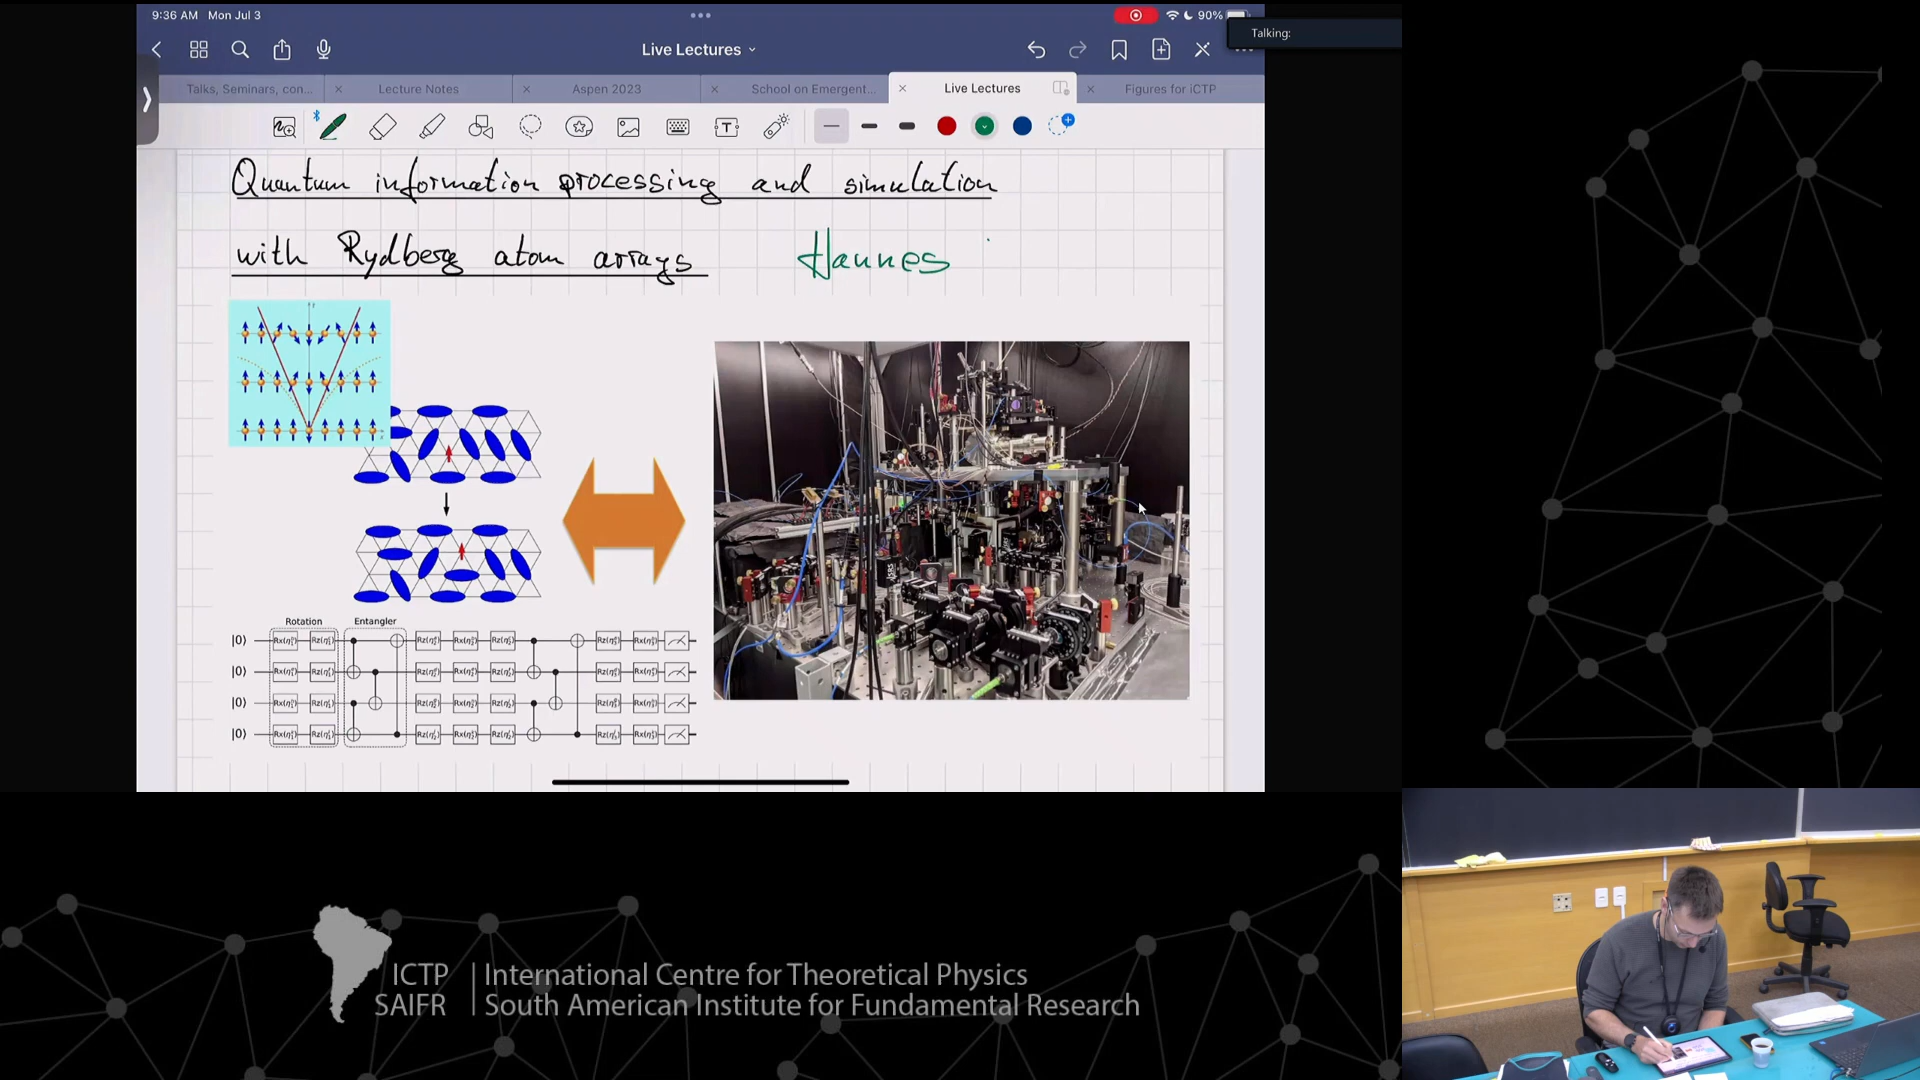 9:36 AM Mon Jul 3
90%
Talking:
Live Lectures
Talks, Seminars, con...
Lecture Notes
Aspen 2023
School on Emergent...
Live Lectures
Figures for iCTP
Quantum information processing and simulation
with Rydberg atom arrays Hannes
Rotation Entangler
|0⟩
|0⟩
|0⟩
|0⟩
ICTP | International Centre for Theoretical Physics
SAIFR | South American Institute for Fundamental Research